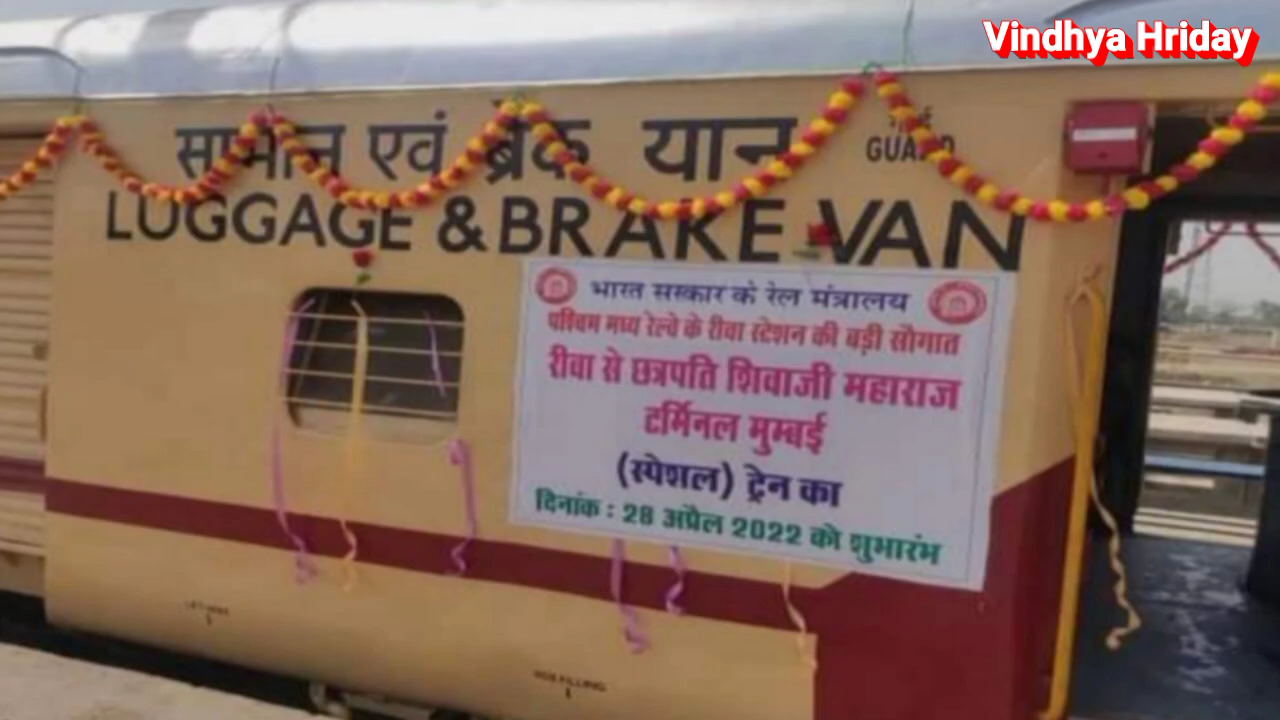 Vindhya Hriday
सामान एवं ब्रेक यान
GUARD
LUGGAGE & BRAKE VAN
भारत सरकार के रेल मंत्रालय
पश्चिम मध्य रेल्वे के रीवा स्टेशन की बड़ी सौगात
रीवा से छत्रपति शिवाजी महाराज
टर्मिनल मुम्बई
(स्पेशल) ट्रेन का
दिनांक : 28 अप्रैल 2022 को शुभारंभ